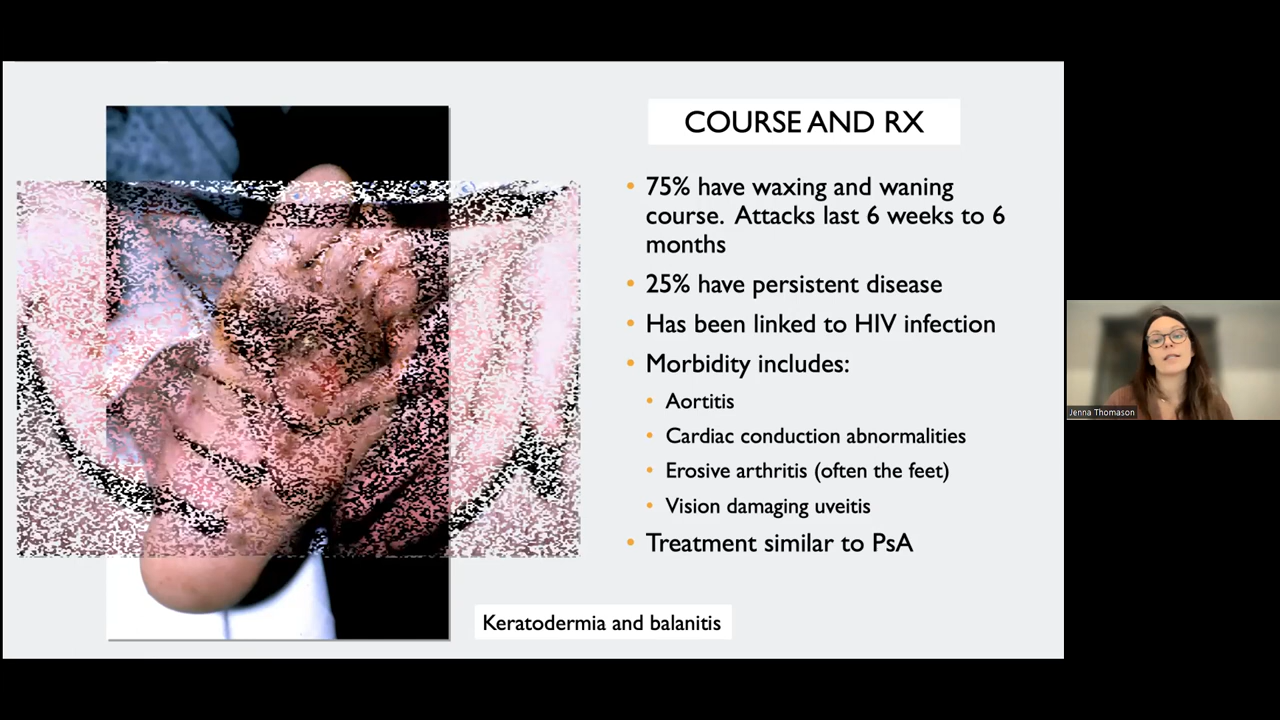 COURSE AND RX
• 75% have waxing and waning
course. Attacks last 6 weeks to 6
months
• 25% have persistent disease
• Has been linked to HIV infection
• Morbidity includes:
• Aortitis
• Cardiac conduction abnormalities
• Erosive arthritis (often the feet)
• Vision damaging uveitis
• Treatment similar to PsA
Keratodermia and balanitis
Jenna Thomason